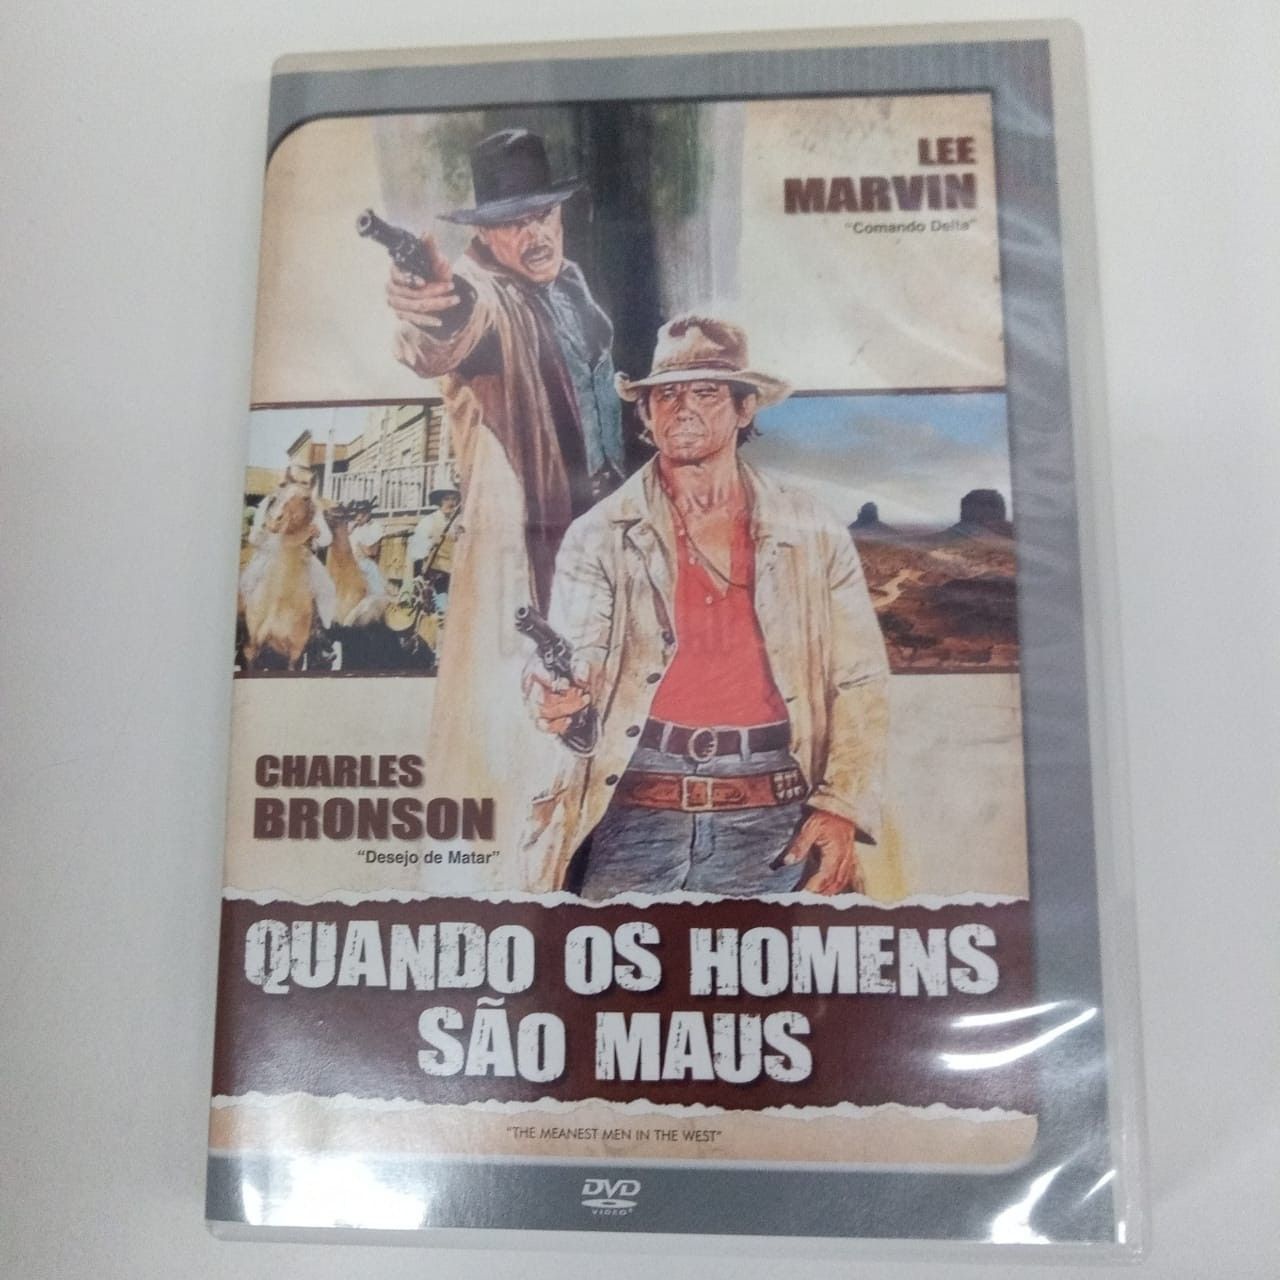 LEE
MARVIN
"Comando Delta"
CHARLES
BRONSON
"Desejo de Matar"
QUANDO OS HOMENS
SÃO MAUS
"THE MEANEST MEN IN THE WEST"
DVD
VIDEO